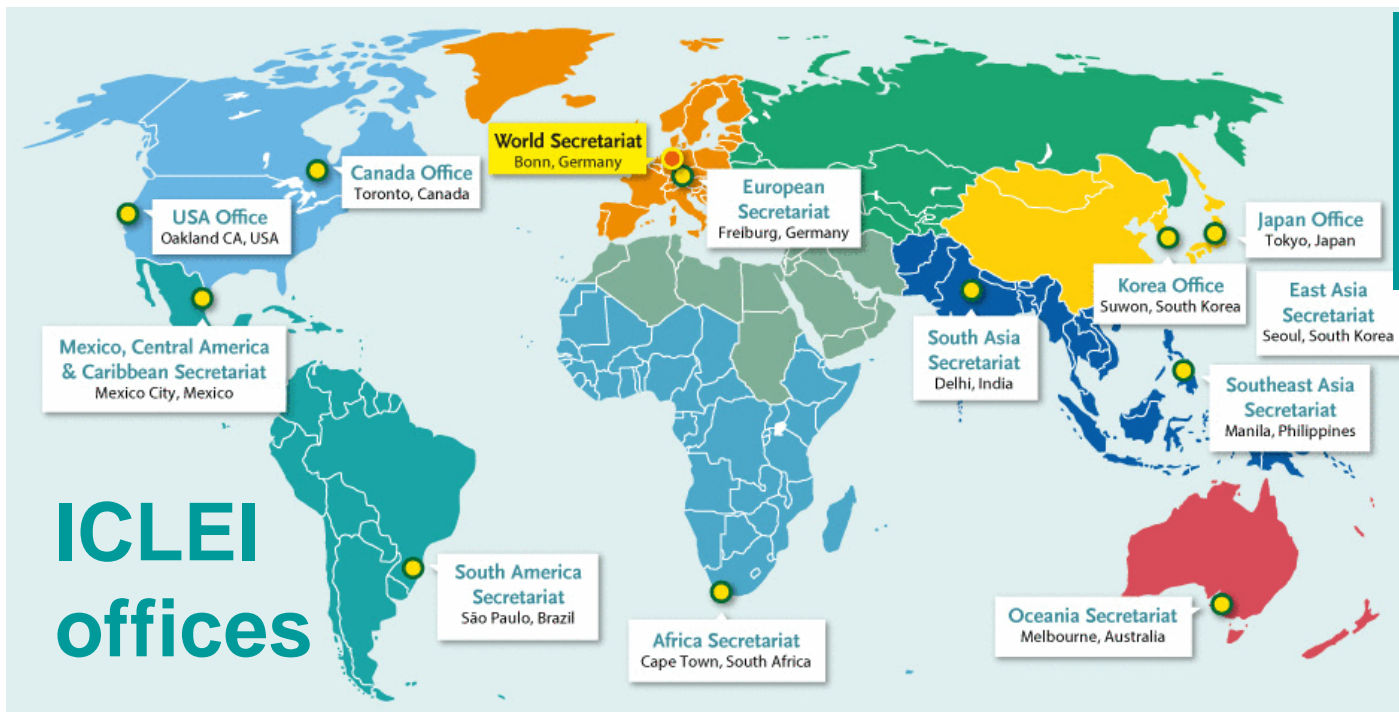 World Secretariat
Bonn, Germany
Canada Office
Toronto, Canada
European
Secretariat
Freiburg, Germany
USA Office
Oakland CA, USA
Japan Office
Tokyo, Japan
Korea Office
Suwon, South Korea
East Asia
Secretariat
Seoul, South Korea
Mexico, Central America
& Caribbean Secretariat
Mexico City, Mexico
South Asia
Secretariat
Delhi, India
Southeast Asia
Secretariat
Manila, Philippines
ICLEI
offices
South America
Secretariat
São Paulo, Brazil
Africa Secretariat
Cape Town, South Africa
Oceania Secretariat
Melbourne, Australia